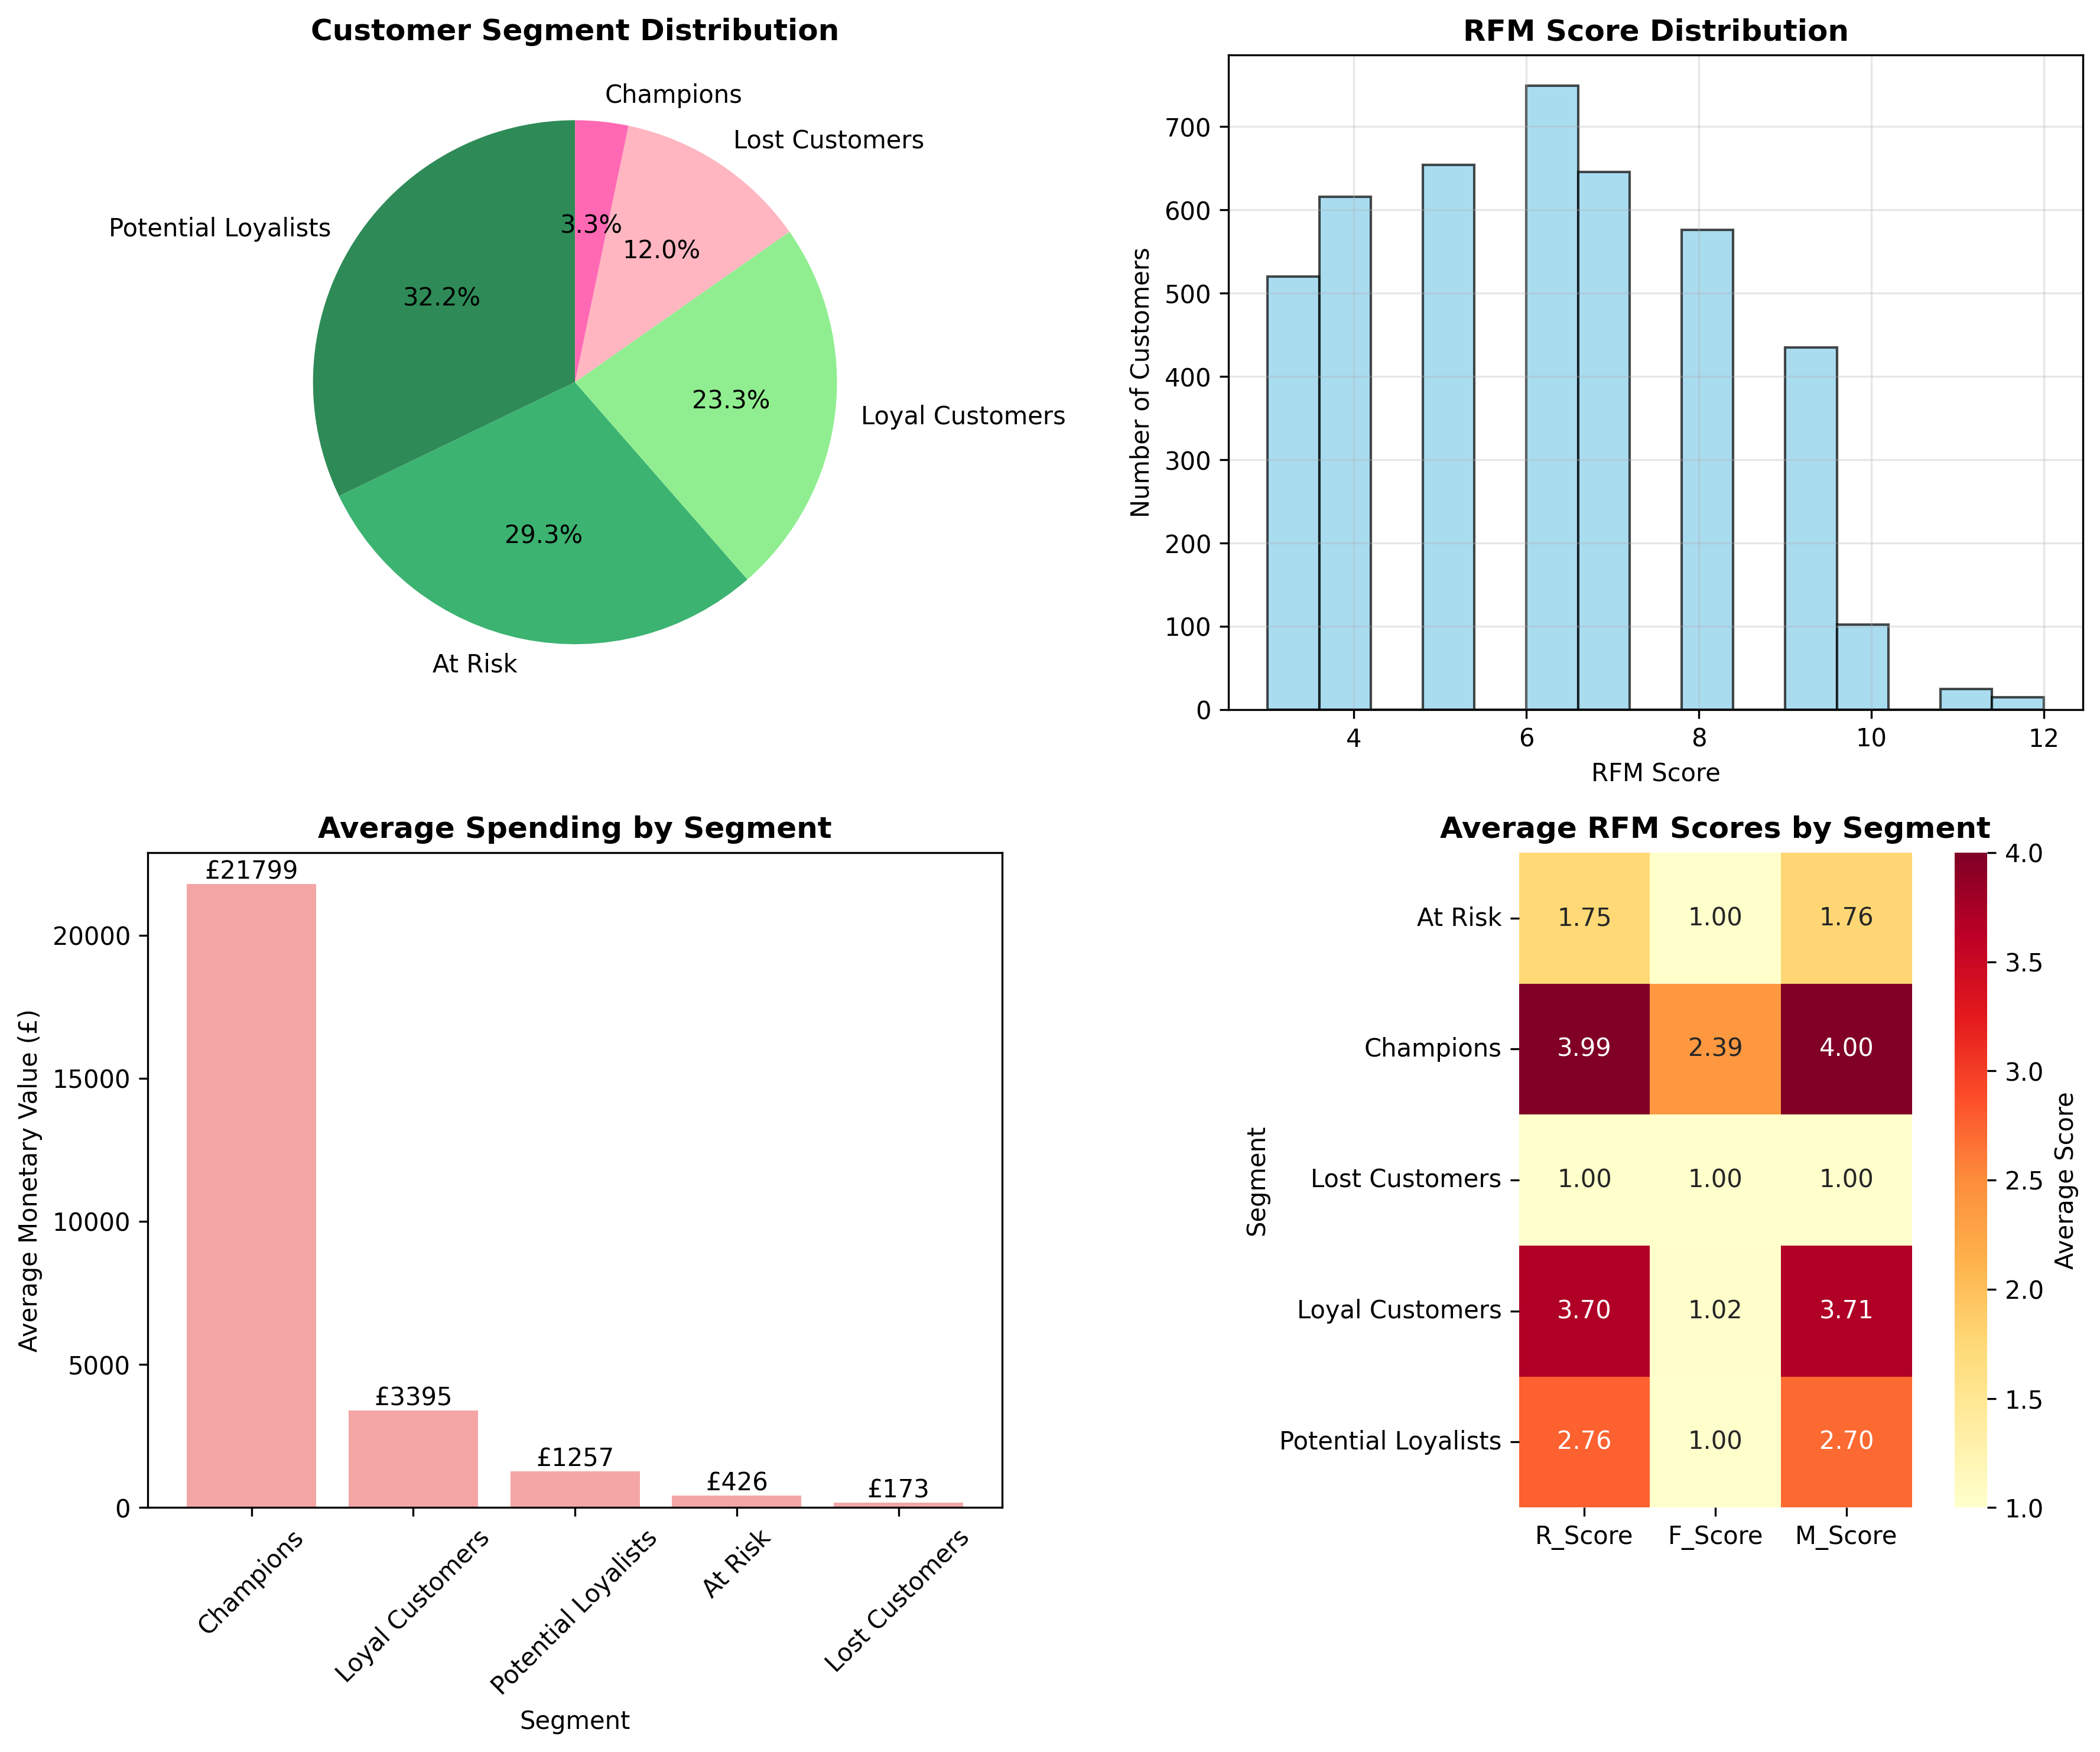 Customer Segment Distribution
Champions
Lost Customers
Potential Loyalists
3.3%
12.0%
32.2%
23.3%
Loyal Customers
29.3%
At Risk
RFM Score Distribution
Number of Customers
700
600
500
400
300
200
100
0
4 6 8 10 12
RFM Score
Average Spending by Segment
Average Monetary Value (£)
20000
15000
10000
5000
0
£21799
£3395
£1257
£426
£173
Champions
Loyal Customers
Potential Loyalists
At Risk
Lost Customers
Segment
Average RFM Scores by Segment
Segment
At Risk 1.75 1.00 1.76
Champions 3.99 2.39 4.00
Lost Customers 1.00 1.00 1.00
Loyal Customers 3.70 1.02 3.71
Potential Loyalists 2.76 1.00 2.70
R_Score F_Score M_Score
4.0
3.5
3.0
2.5
2.0
1.5
1.0
Average Score